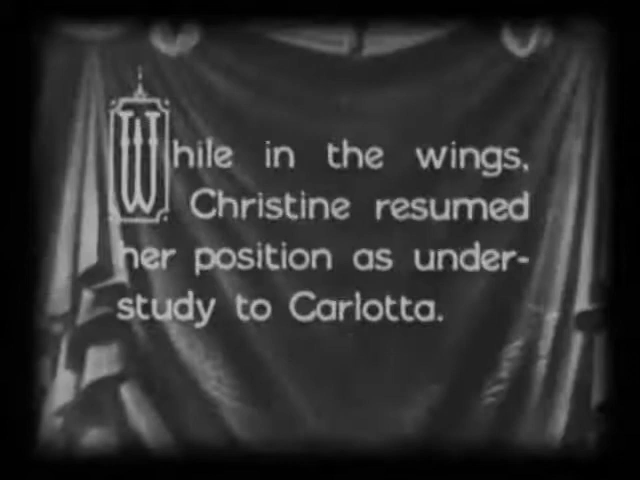 While in the wings,
Christine resumed
her position as under-
study to Carlotta.